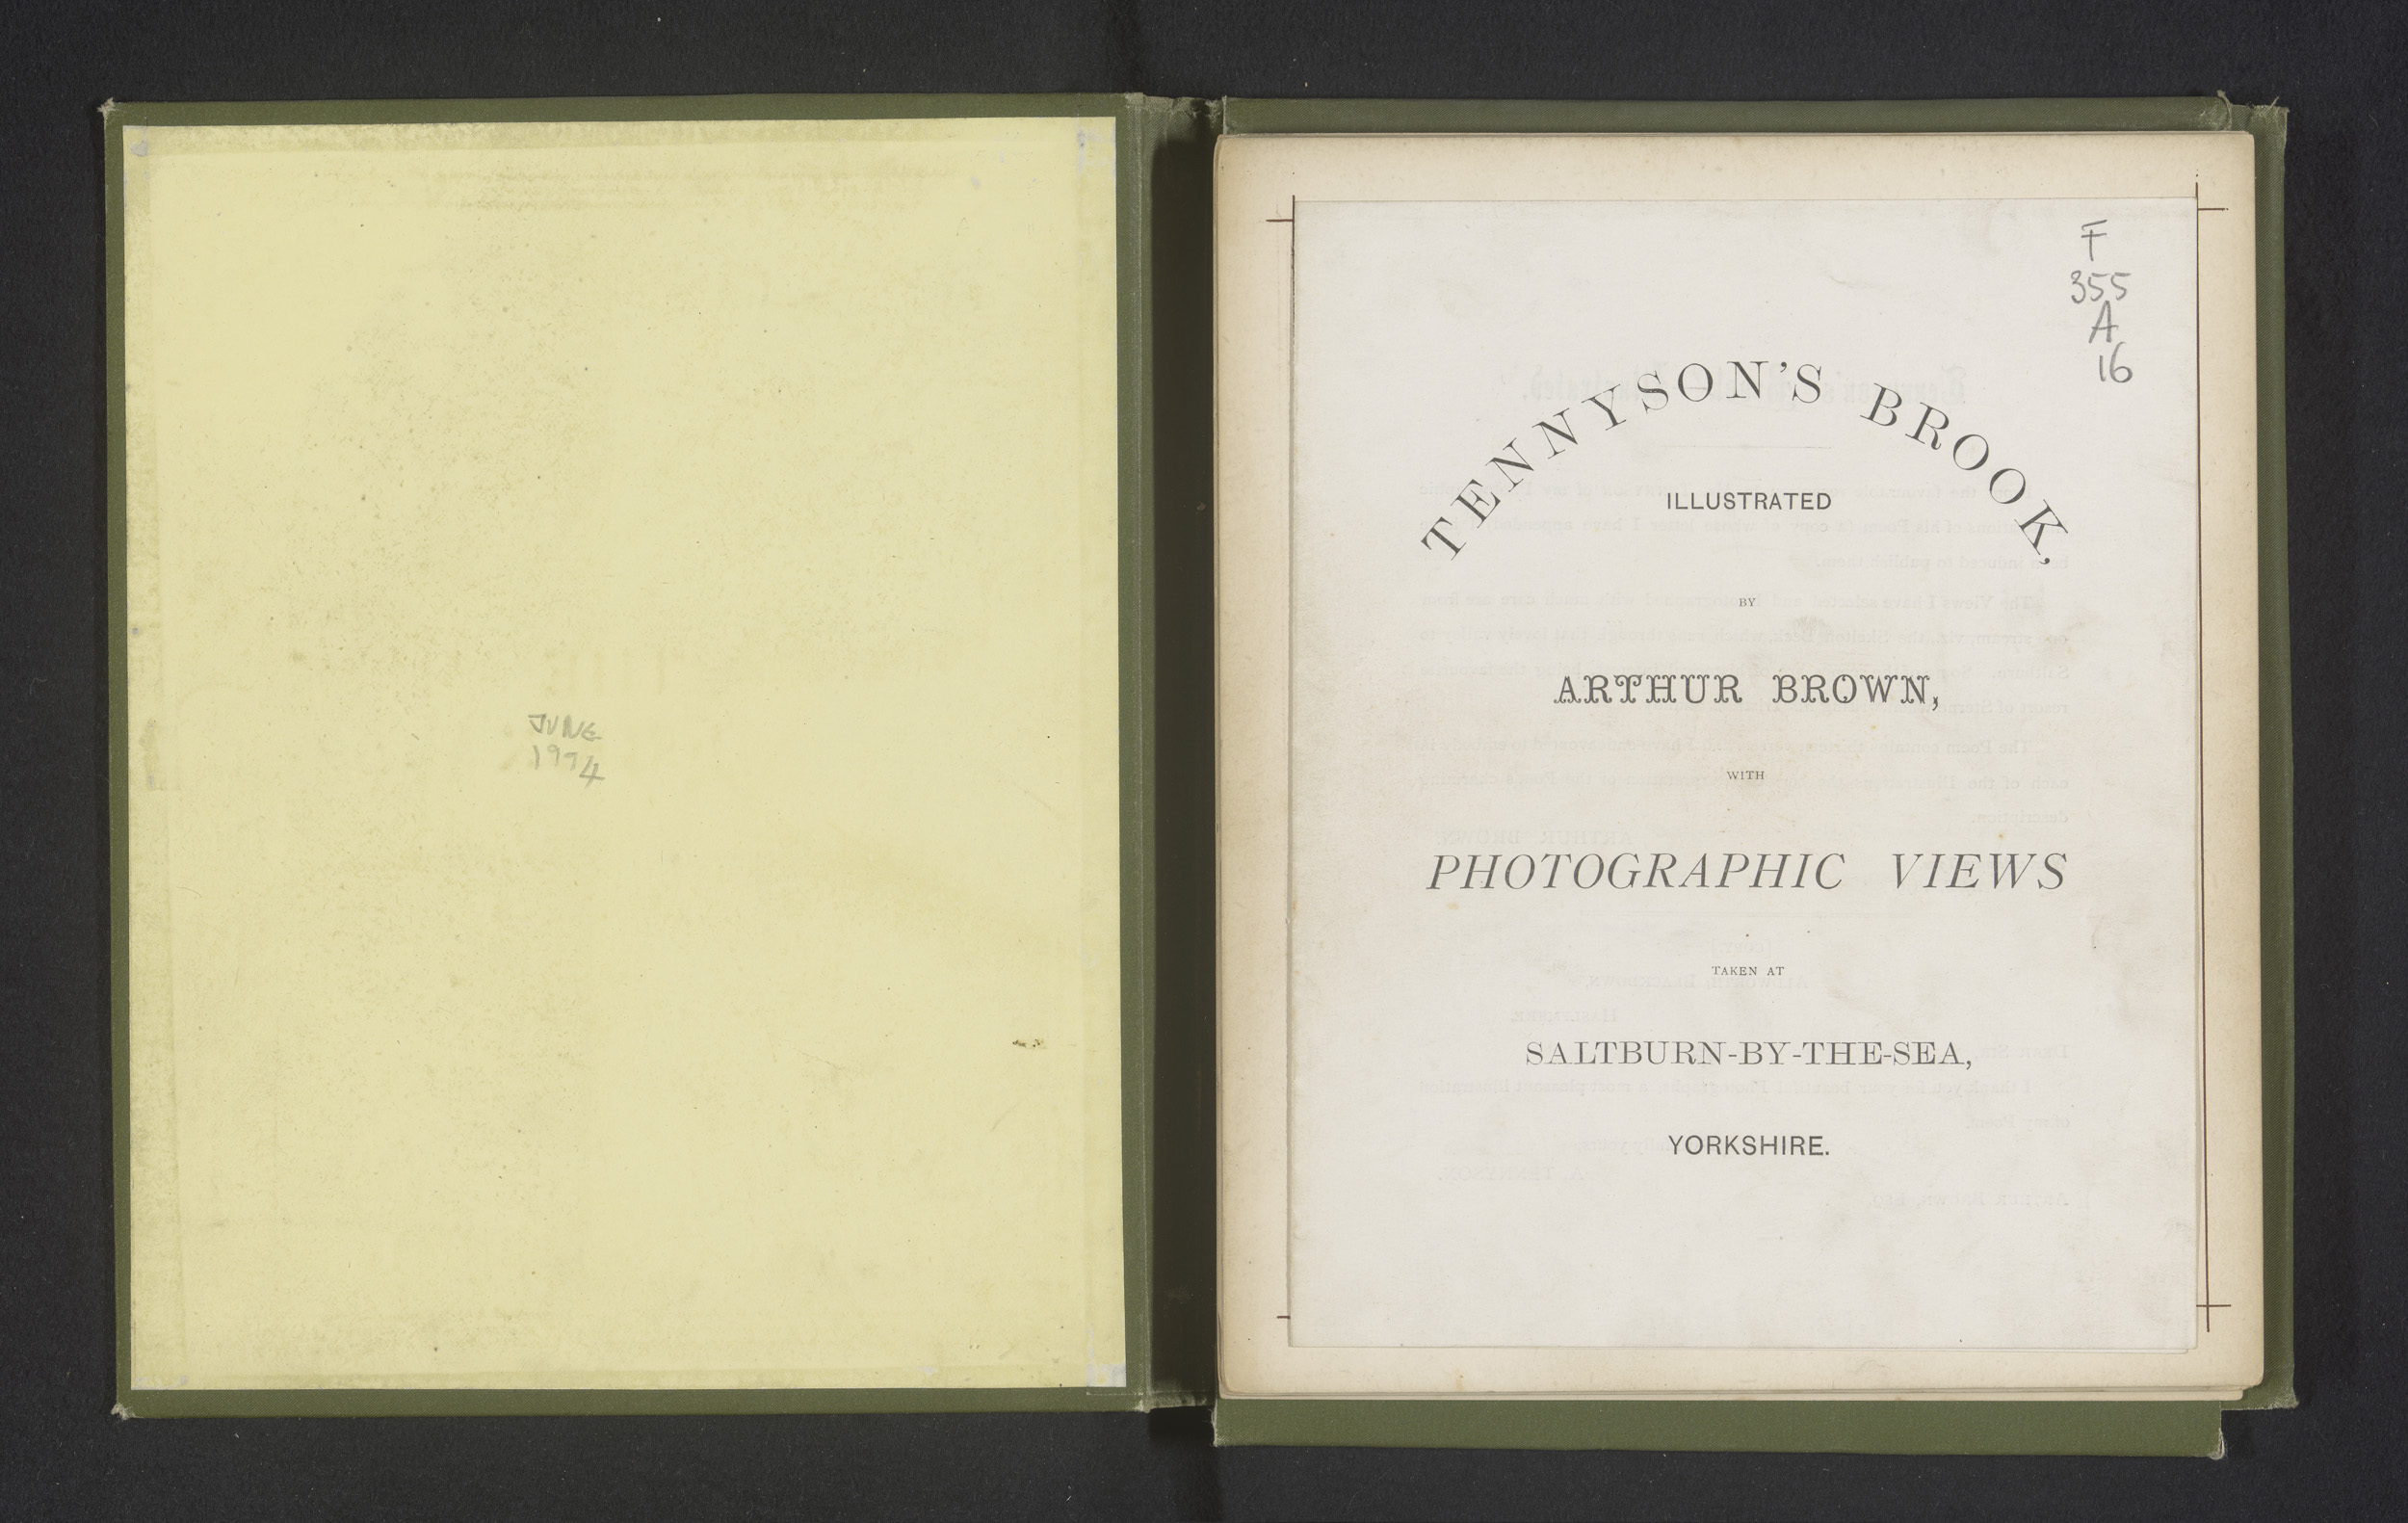 JUNE
1974
F
355
A
16
TENNYSON'S BROOK.
ILLUSTRATED
BY
ARTHUR BROWN,
WITH
PHOTOGRAPHIC VIEWS
TAKEN AT
SALTBURN-BY-THE-SEA,
YORKSHIRE.